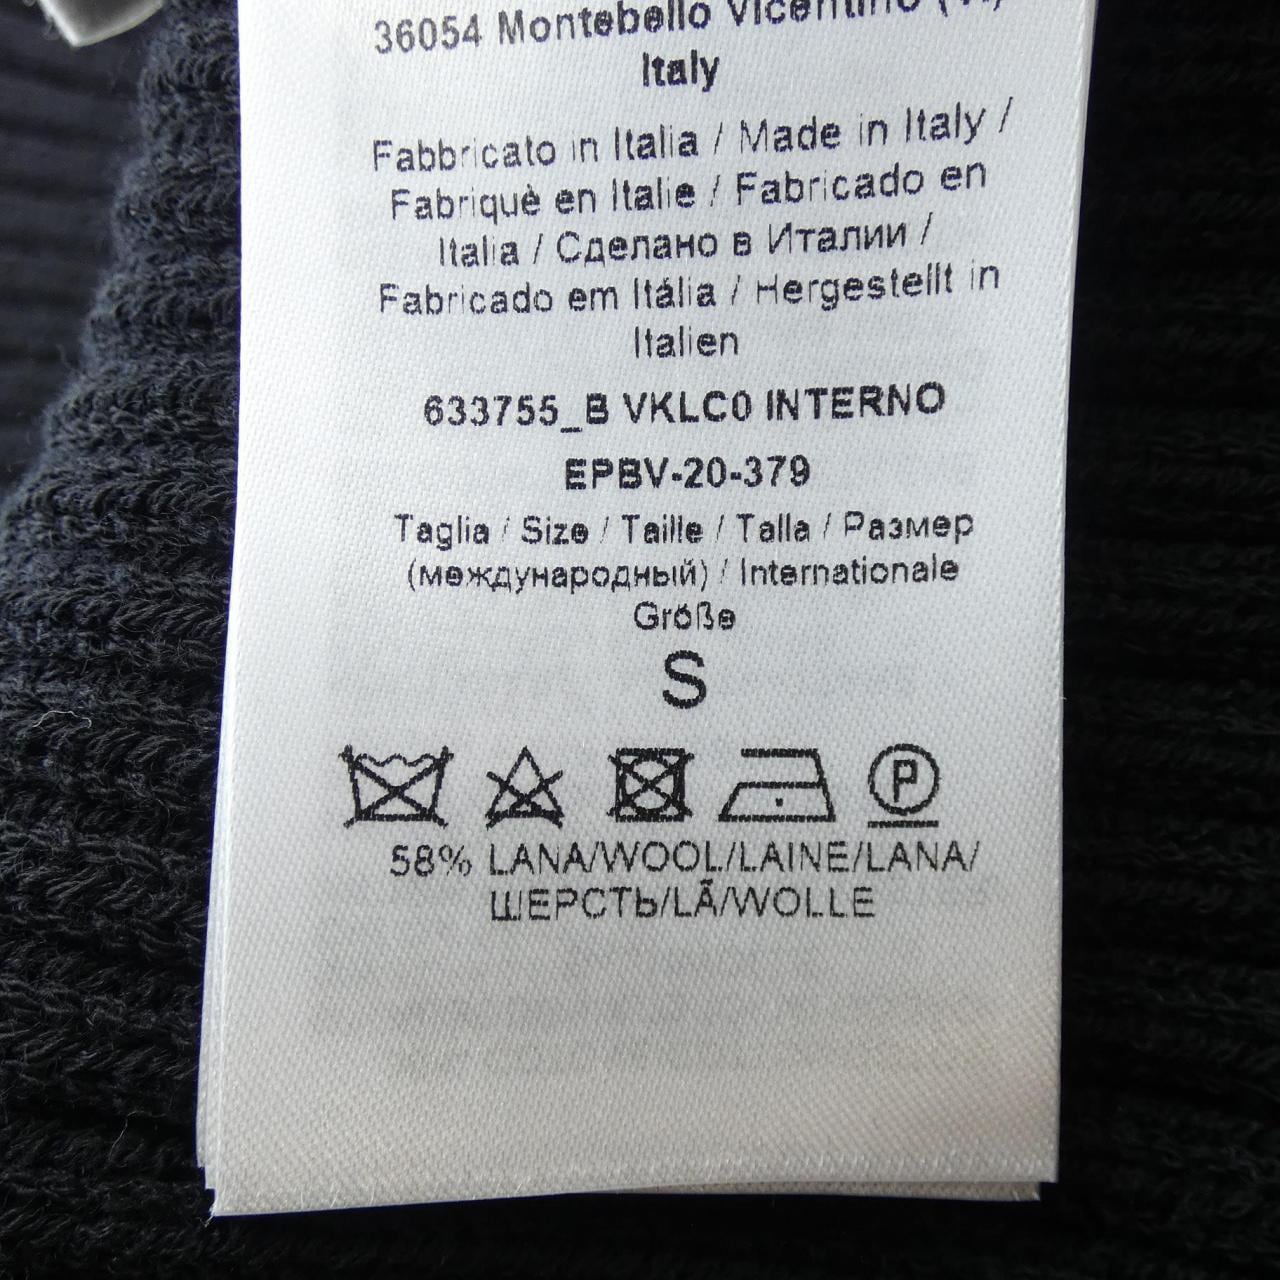 36054 Montebello Vicentino (VI)
Italy
Fabbricato in Italia / Made in Italy /
Fabriquè en Italie / Fabricado en
Italia / Сделано в Италии /
Fabricado em Itália / Hergestellt in
Italien
633755_B VKLC0 INTERNO
EPBV-20-379
Taglia / Size / Taille / Talla / Размер
(международный) / Internationale
Größe
S
P
58% LANA/WOOL/LAINE/LANA/
ШЕРСТЬ/LÃ/WOLLE